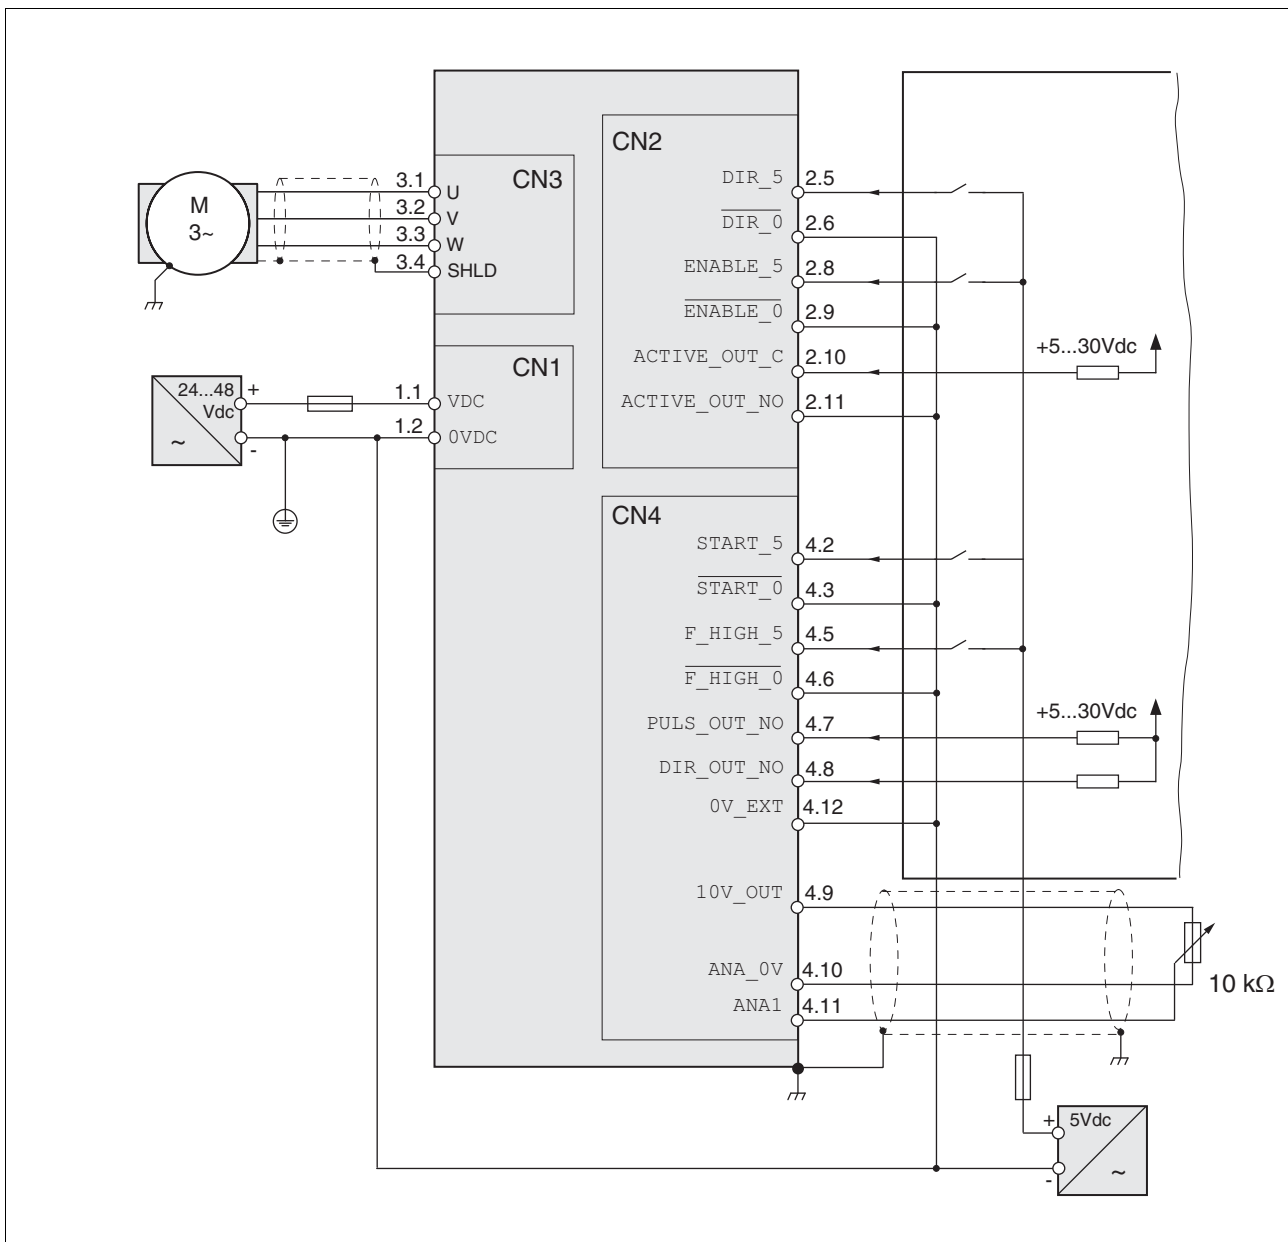 M
3~
3.1
U
3.2
V
3.3
W
3.4
SHLD
CN3
24...48
Vdc
~
+
-
1.1
VDC
1.2
0VDC
CN1
CN2
DIR_5 2.5
DIR_0 2.6
ENABLE_5 2.8
ENABLE_0 2.9
ACTIVE_OUT_C 2.10
+5...30Vdc
ACTIVE_OUT_NO 2.11
CN4
START_5 4.2
START_0 4.3
F_HIGH_5 4.5
F_HIGH_0 4.6
PULS_OUT_NO 4.7
+5...30Vdc
DIR_OUT_NO 4.8
0V_EXT 4.12
10V_OUT 4.9
ANA_0V 4.10
10 kΩ
ANA1 4.11
+
5Vdc
-
~